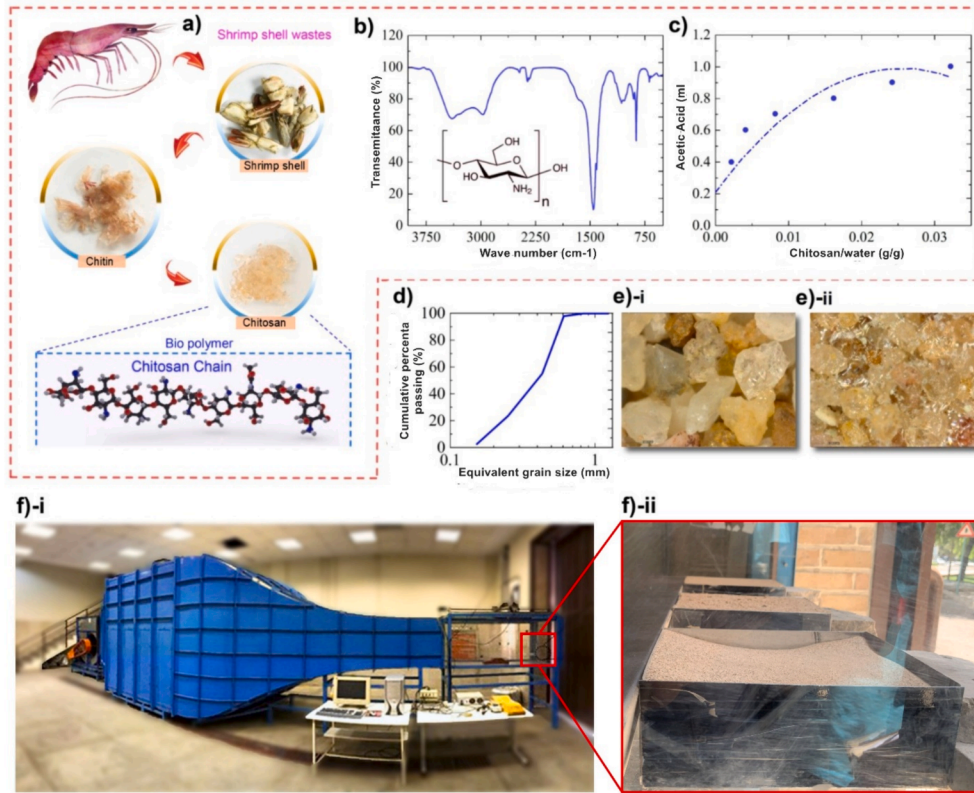 a)
Shrimp shell wastes
Shrimp shell
Chitin
Chitosan
Bio polymer
Chitosan Chain
b)
Transemitaance (%)
120
100
80
60
40
20
0
3750
3000
2250
1500
750
Wave number (cm-1)
OH
O
O
HO
NH2
OH
n
c)
Acetic Acid (ml
1.2
1.0
0.8
0.6
0.4
0.2
0
0.00
0.01
0.02
0.03
Chitosan/water (g/g)
d)
Cumulative percenta
passing (%)
100
80
60
40
20
0
0.1
1
Equivalent grain size (mm)
e)-i
e)-ii
f)-i
f)-ii